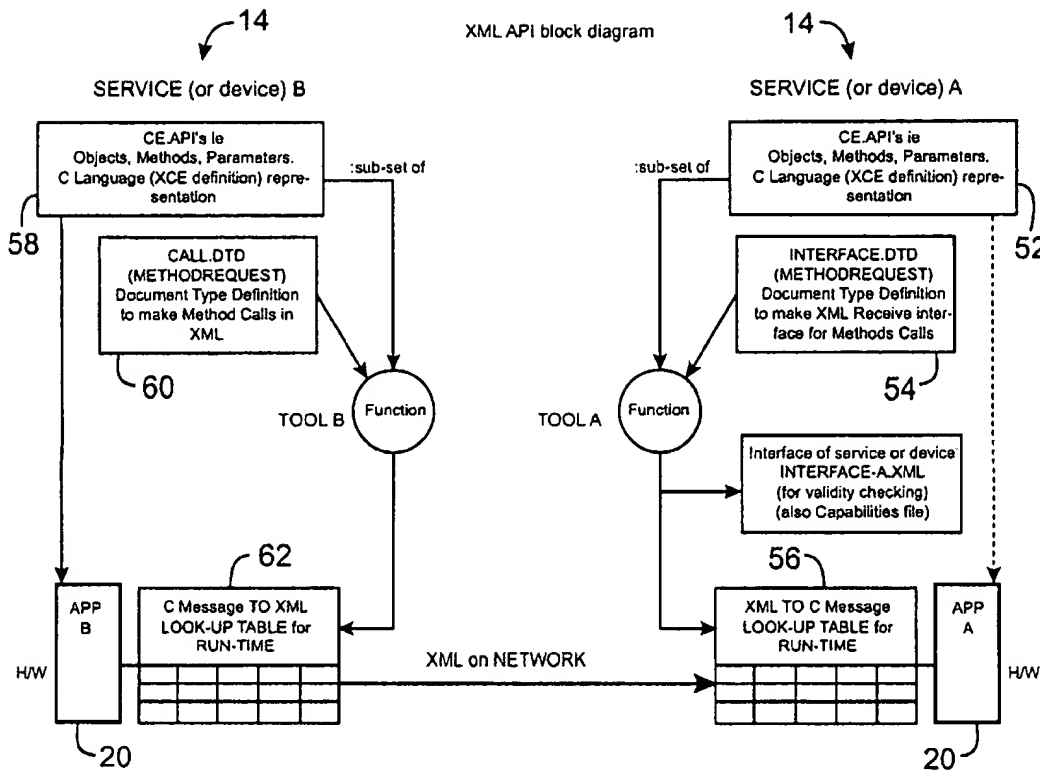 14
XML API block diagram
14
SERVICE (or device) B
SERVICE (or device) A
CE.API's ie
Objects, Methods, Parameters.
C Language (XCE definition) repre-
sentation
:sub-set of
58
:sub-set of
CE.API's ie
Objects, Methods, Parameters.
C Language (XCE definition) repre-
sentation
52
CALL.DTD
(METHODREQUEST)
Document Type Definition
to make Method Calls in
XML
60
INTERFACE.DTD
(METHODREQUEST)
Document Type Definition
to make XML Receive inter-
face for Methods Calls
54
TOOL B
Function
TOOL A
Function
Interface of service or device
INTERFACE-A.XML
(for validity checking)
(also Capabilities file)
62
56
APP
B
C Message TO XML
LOOK-UP TABLE for
RUN-TIME
XML TO C Message
LOOK-UP TABLE for
RUN-TIME
APP
A
H/W
XML on NETWORK
H/W
20
20